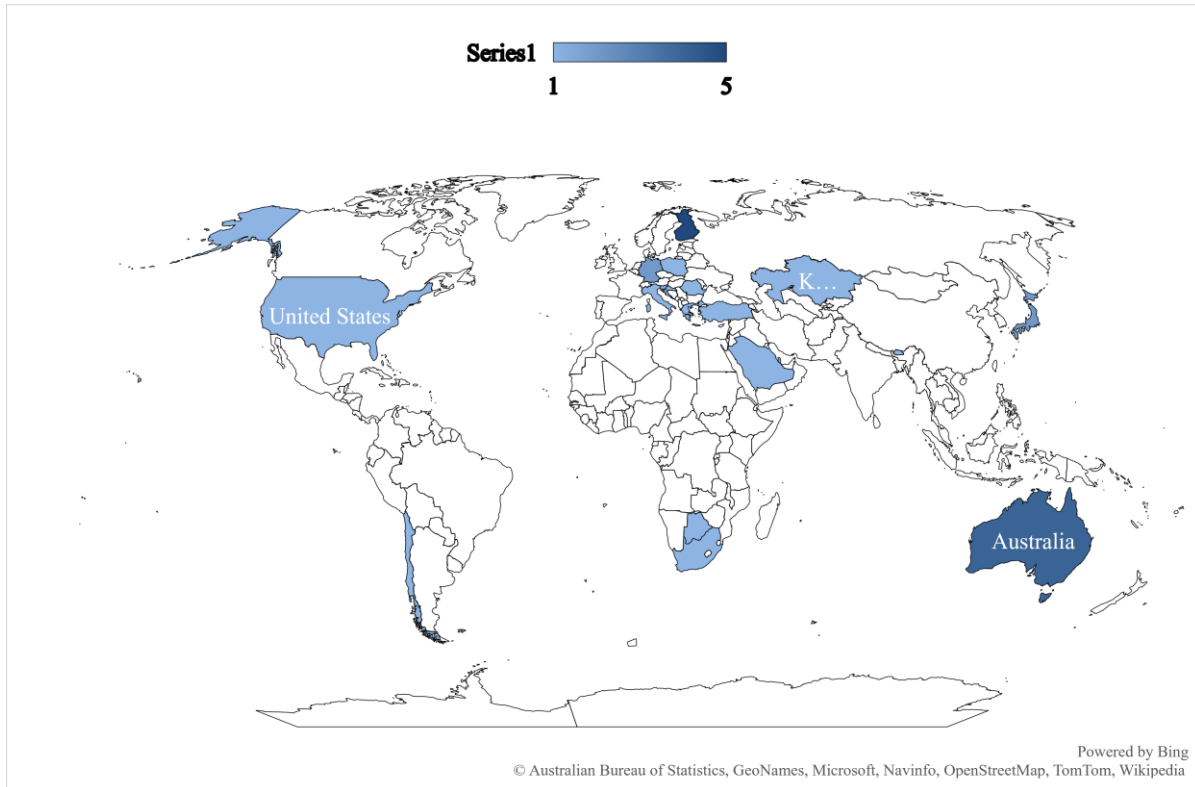 Series1
1 5
United States
K...
Australia
Powered by Bing
© Australian Bureau of Statistics, GeoNames, Microsoft, Navinfo, OpenStreetMap, TomTom, Wikipedia